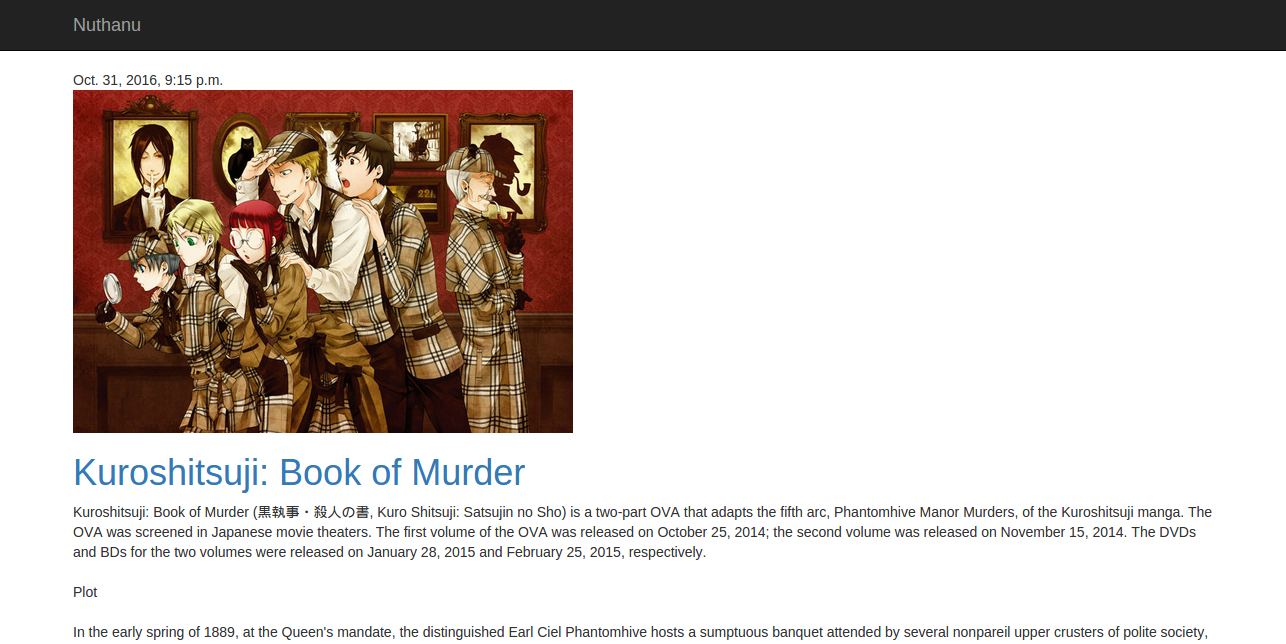 Nuthanu
Oct. 31, 2016, 9:15 p.m.
221
Kuroshitsuji: Book of Murder
Kuroshitsuji: Book of Murder (黒執事・殺人の書, Kuro Shitsuji: Satsujin no Sho) is a two-part OVA that adapts the fifth arc, Phantomhive Manor Murders, of the Kuroshitsuji manga. The
OVA was screened in Japanese movie theaters. The first volume of the OVA was released on October 25, 2014; the second volume was released on November 15, 2014. The DVDs
and BDs for the two volumes were released on January 28, 2015 and February 25, 2015, respectively.
Plot
In the early spring of 1889, at the Queen's mandate, the distinguished Earl Ciel Phantomhive hosts a sumptuous banquet attended by several nonpareil upper crusters of polite society,